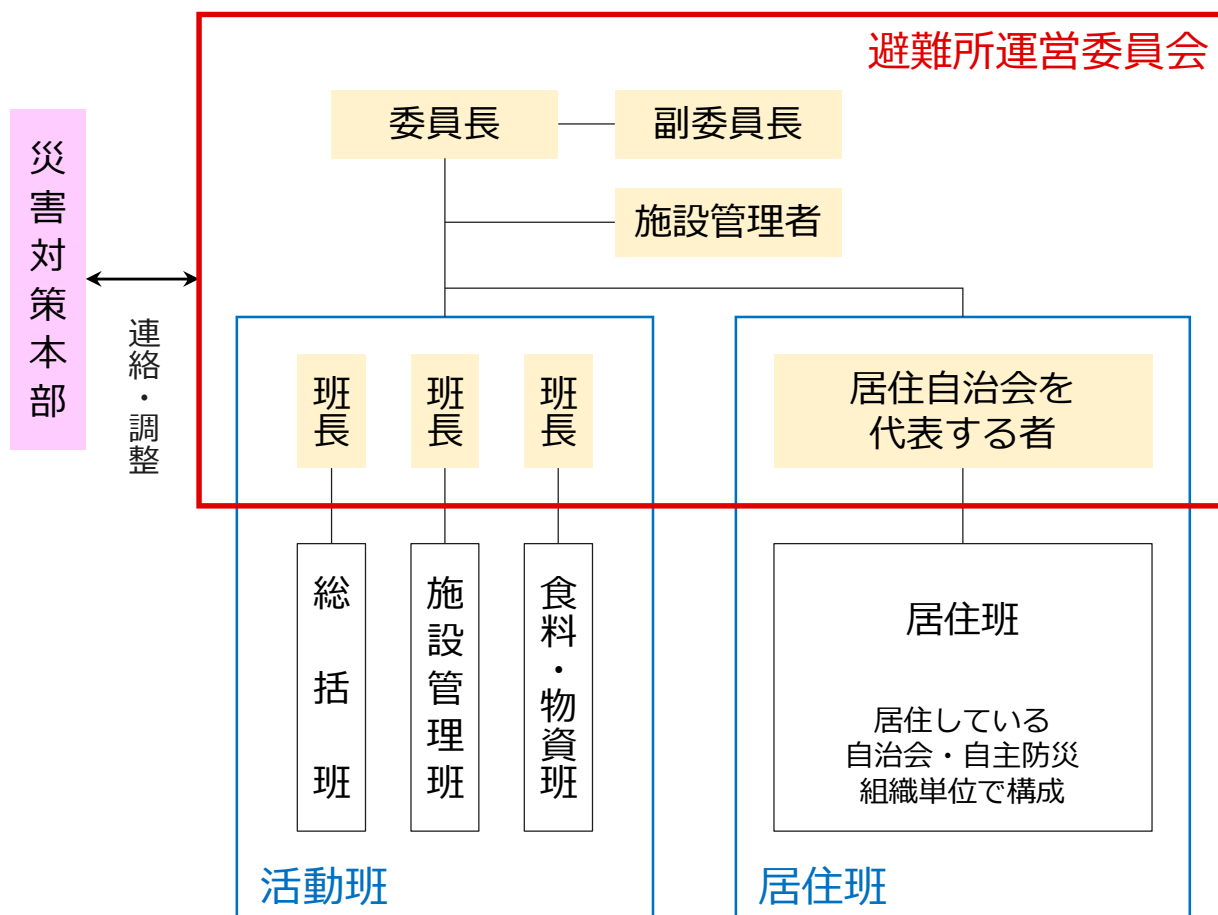 避難所運営委員会
委員長
副委員長
施設管理者
災害対策本部
連絡・調整
班長
班長
班長
居住自治会を
代表する者
総括班
施設管理班
食料・物資班
居住班
居住している
自治会・自主防災
組織単位で構成
活動班
居住班